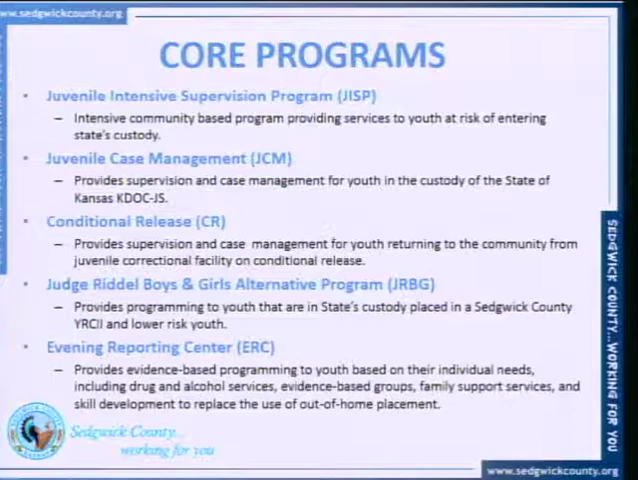 www.sedgwickcounty.org
CORE PROGRAMS
• Juvenile Intensive Supervision Program (JISP)
– Intensive community based program providing services to youth at risk of entering
state's custody.
• Juvenile Case Management (JCM)
– Provides supervision and case management for youth in the custody of the State of
Kansas KDOC-JS.
• Conditional Release (CR)
– Provides supervision and case management for youth returning to the community from
juvenile correctional facility on conditional release.
• Judge Riddel Boys & Girls Alternative Program (JRBG)
– Provides programming to youth that are in State's custody placed in a Sedgwick County
YRCII and lower risk youth.
• Evening Reporting Center (ERC)
– Provides evidence-based programming to youth based on their individual needs,
including drug and alcohol services, evidence-based groups, family support services, and
skill development to replace the use of out-of-home placement.
Sedgwick County...
working for you
SEDGWICK COUNTY...WORKING FOR YOU
www.sedgwickcounty.org